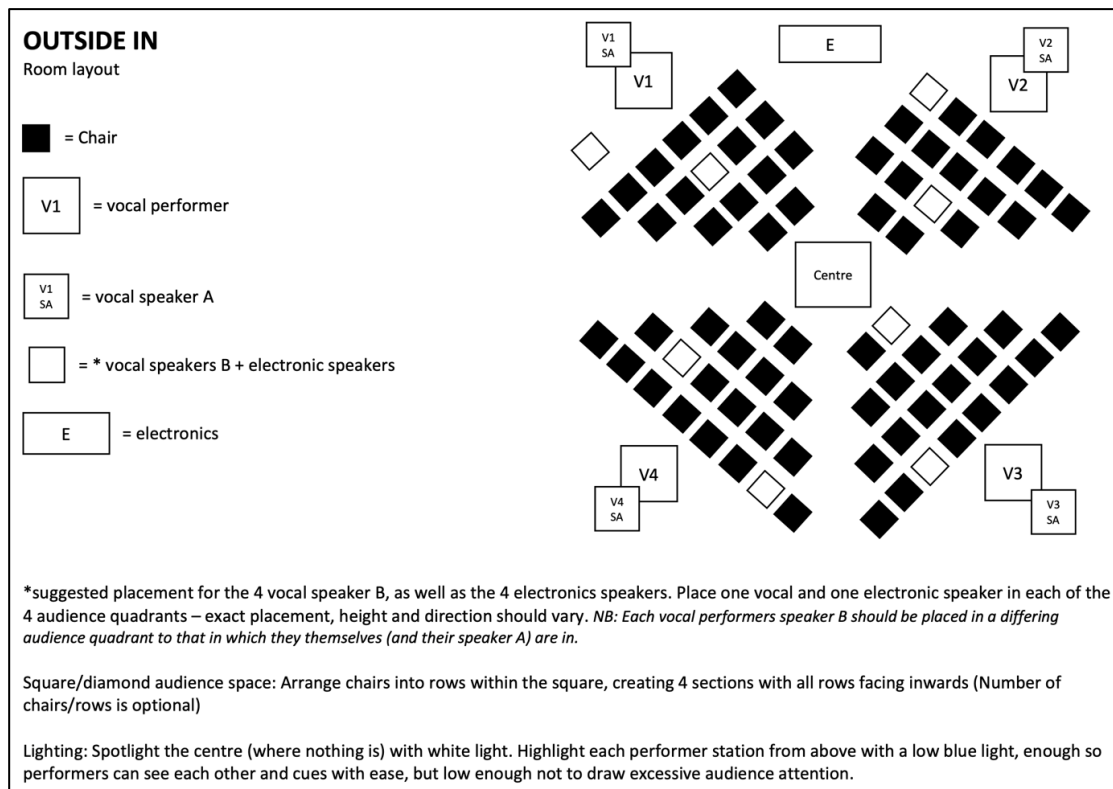 OUTSIDE IN
Room layout
= Chair
V1 = vocal performer
V1
SA
= vocal speaker A
= * vocal speakers B + electronic speakers
E = electronics
V1
SA
V1
E
V2
SA
V2
Centre
V4
V4
SA
V3
V3
SA
*suggested placement for the 4 vocal speaker B, as well as the 4 electronics speakers. Place one vocal and one electronic speaker in each of the
4 audience quadrants – exact placement, height and direction should vary. NB: Each vocal performers speaker B should be placed in a differing
audience quadrant to that in which they themselves (and their speaker A) are in.
Square/diamond audience space: Arrange chairs into rows within the square, creating 4 sections with all rows facing inwards (Number of
chairs/rows is optional)
Lighting: Spotlight the centre (where nothing is) with white light. Highlight each performer station from above with a low blue light, enough so
performers can see each other and cues with ease, but low enough not to draw excessive audience attention.